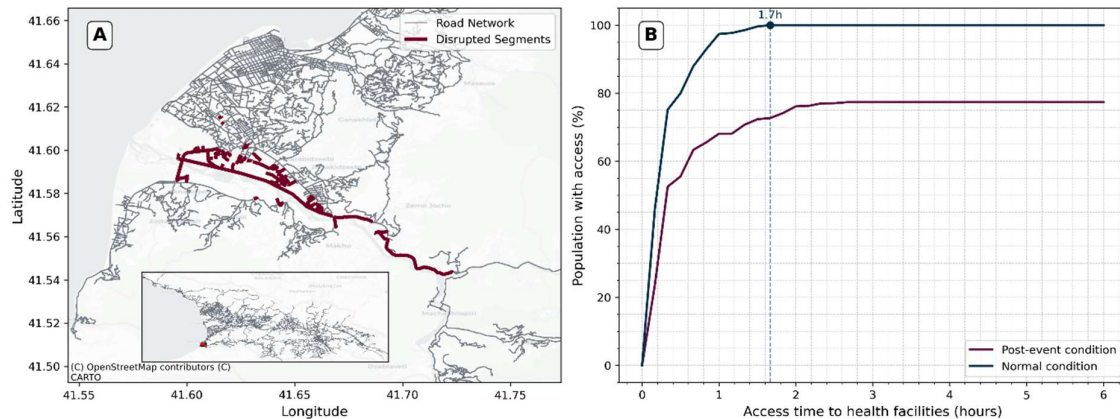 A
Road Network
Disrupted Segments
41.66
41.64
41.62
41.60
41.58
41.56
41.54
41.52
41.50
Latitude
(C) OpenStreetMap contributors (C)
CARTO
41.55
41.60
41.65
41.70
41.75
Longitude
B
1.7h
100
80
60
40
20
0
Population with access (%)
Post-event condition
Normal condition
0
1
2
3
4
5
6
Access time to health facilities (hours)